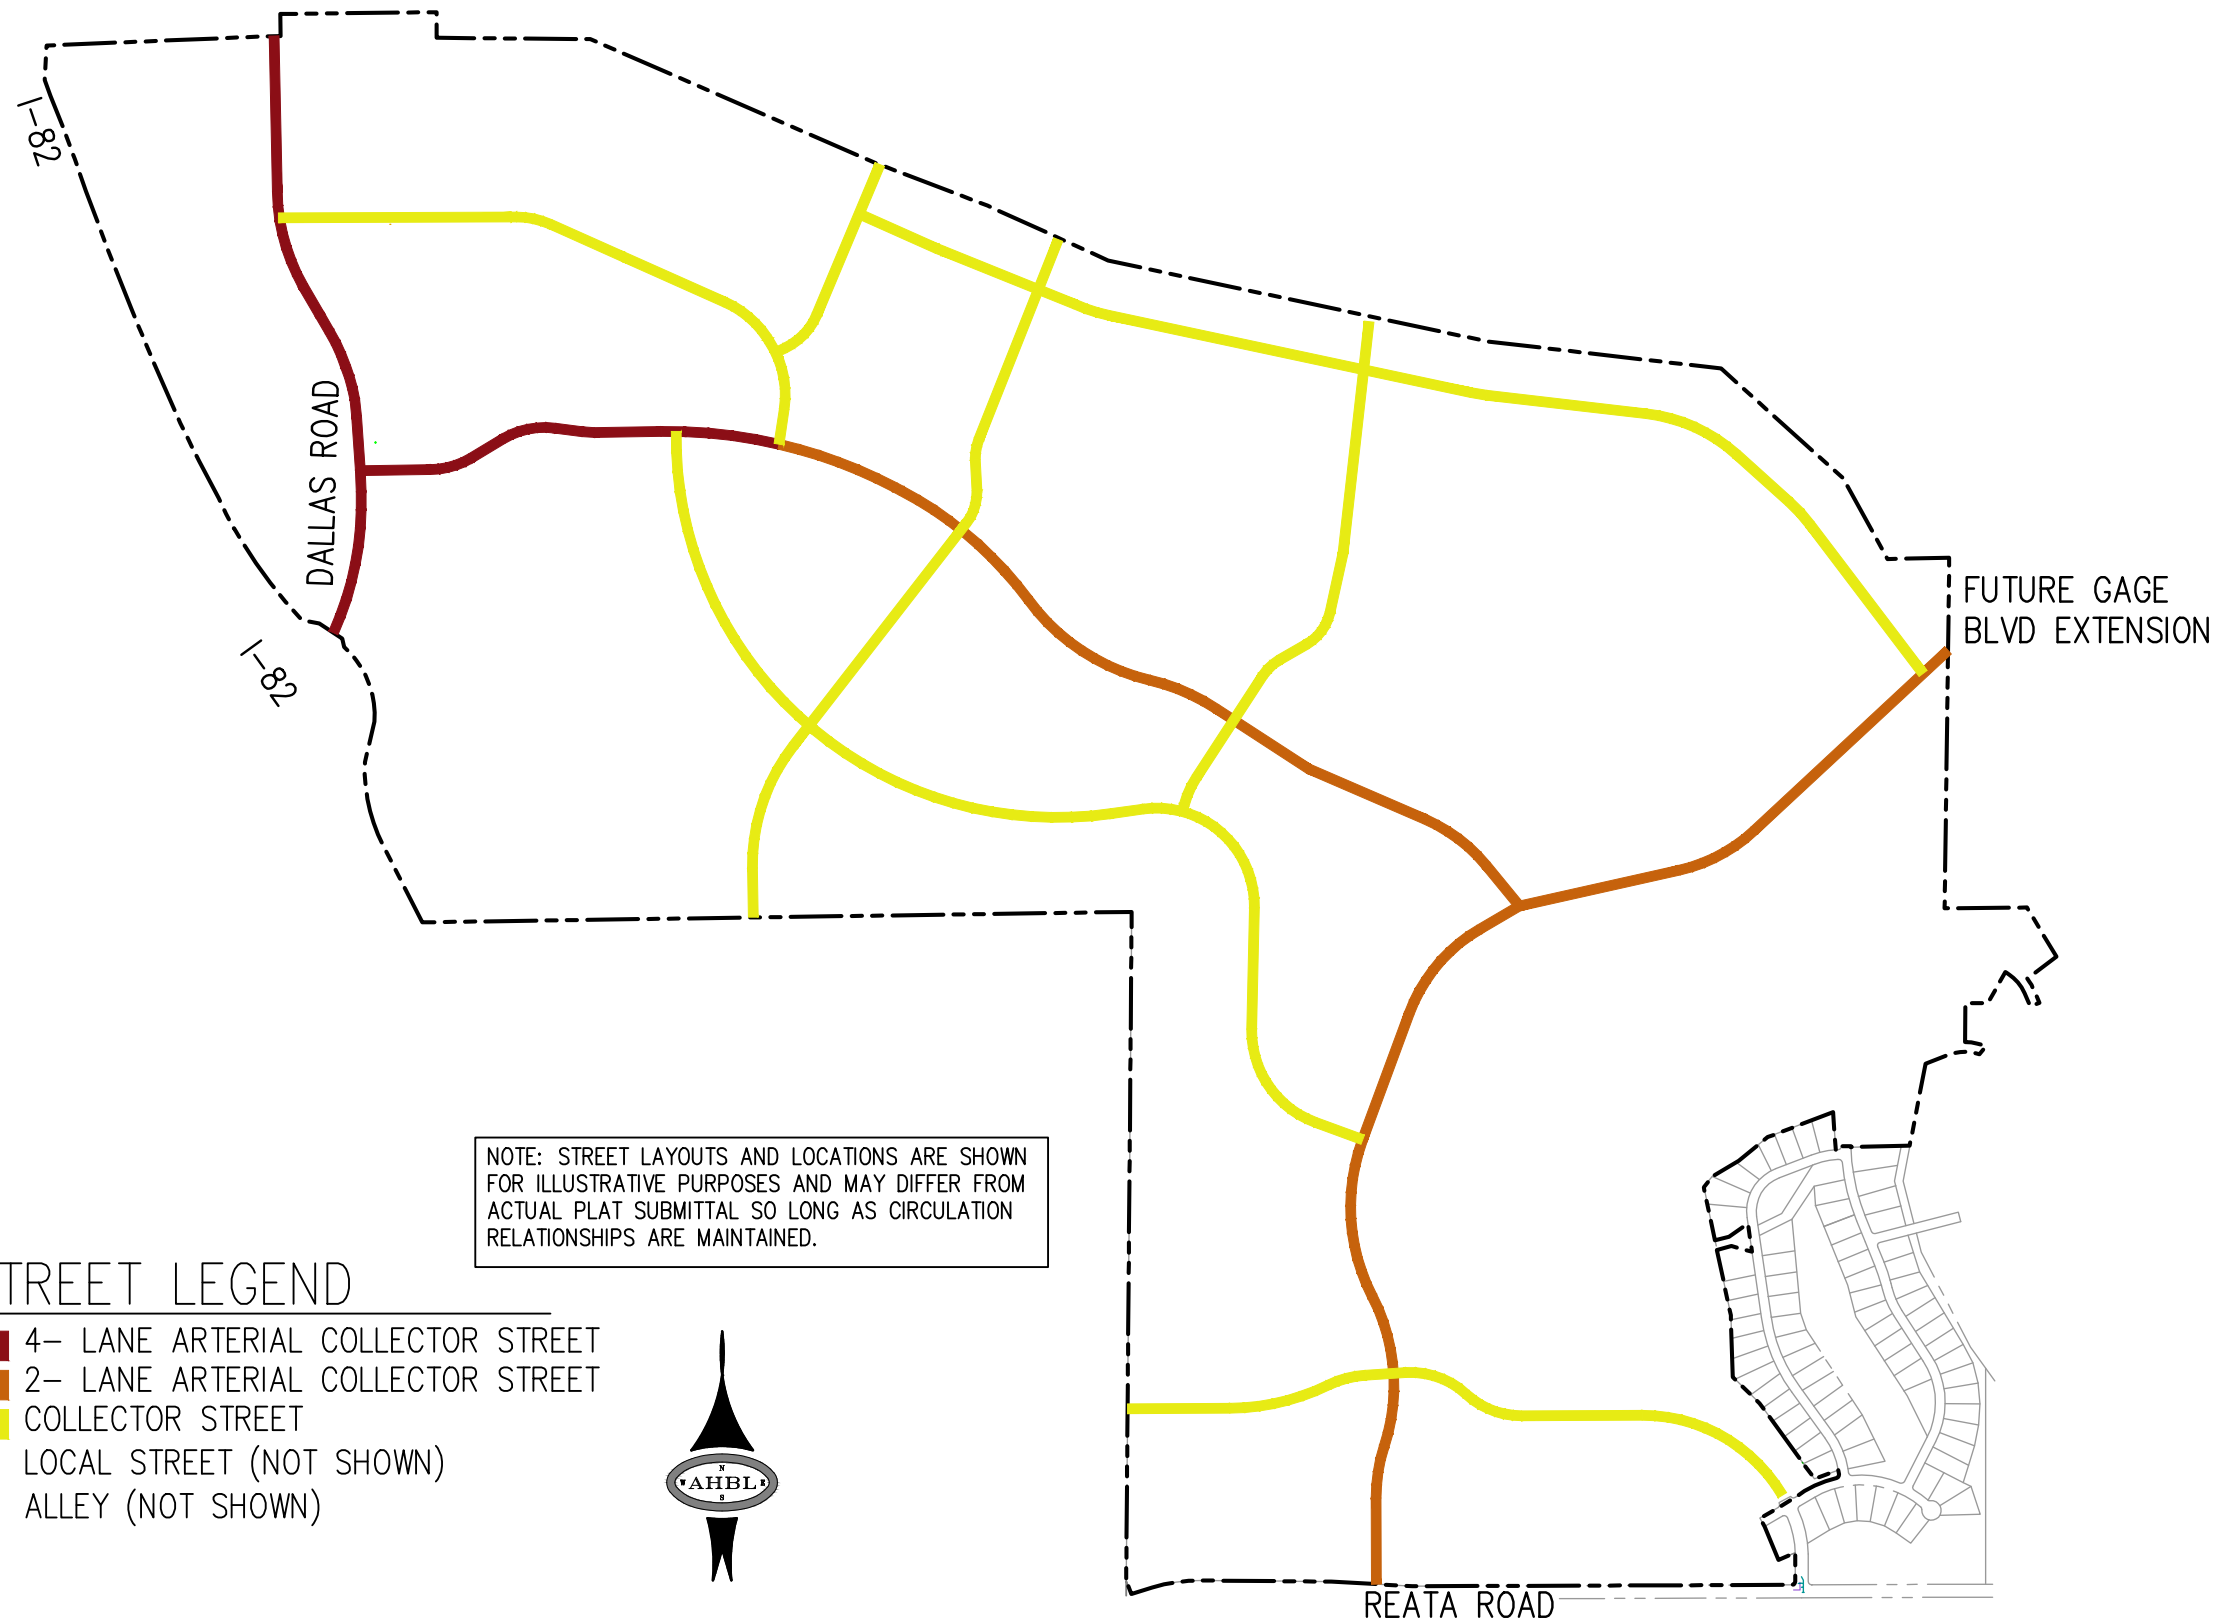 I-82
DALLAS ROAD
I-82
FUTURE GAGE
BLVD EXTENSION
NOTE: STREET LAYOUTS AND LOCATIONS ARE SHOWN
FOR ILLUSTRATIVE PURPOSES AND MAY DIFFER FROM
ACTUAL PLAT SUBMITTAL SO LONG AS CIRCULATION
RELATIONSHIPS ARE MAINTAINED.
TREET LEGEND
4- LANE ARTERIAL COLLECTOR STREET
2- LANE ARTERIAL COLLECTOR STREET
COLLECTOR STREET
LOCAL STREET (NOT SHOWN)
ALLEY (NOT SHOWN)
N
W AHBL E
S
REATA ROAD